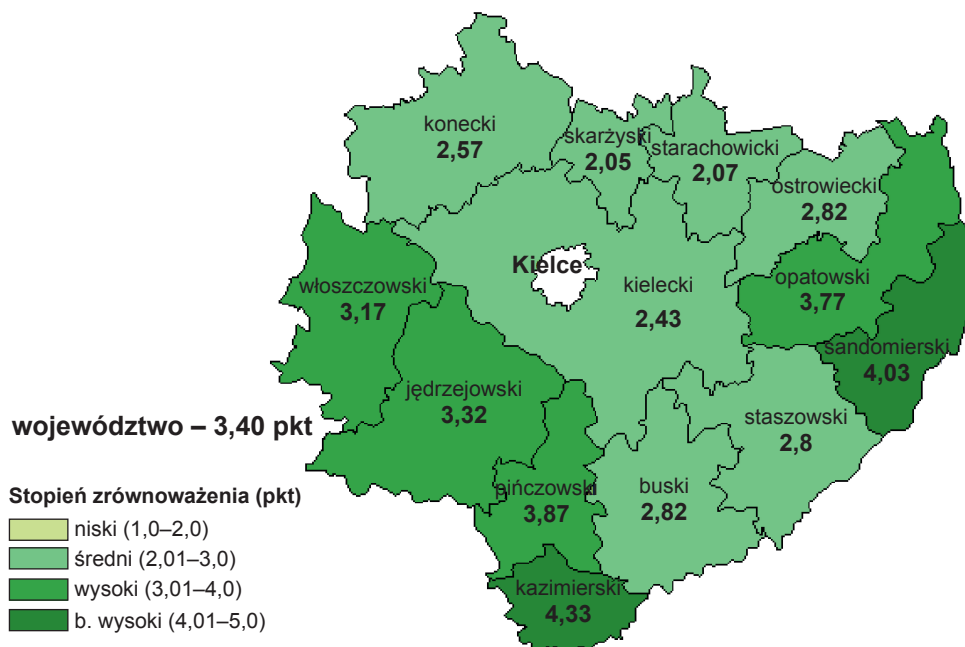 konecki
2,57
skarżyski
2,05
starachowicki
2,07
ostrowiecki
2,82
Kielce
włoszczowski
3,17
kielecki
2,43
opatowski
3,77
sandomierski
4,03
jędrzejowski
3,32
województwo – 3,40 pkt
staszowski
2,8
pińczowski
3,87
buski
2,82
kazimierski
4,33
Stopień zrównoważenia (pkt)
niski (1,0–2,0)
średni (2,01–3,0)
wysoki (3,01–4,0)
b. wysoki (4,01–5,0)